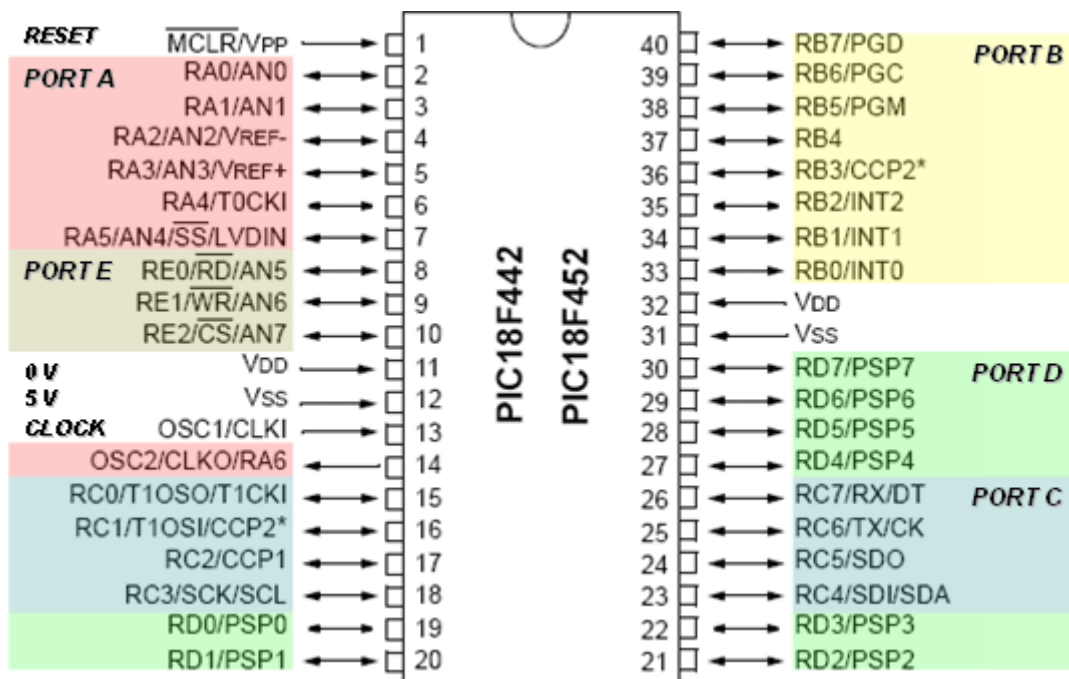 RESET MCLR/VPP 1 40 RB7/PGD PORT B
PORT A RA0/AN0 2 39 RB6/PGC
RA1/AN1 3 38 RB5/PGM
RA2/AN2/VREF- 4 37 RB4
RA3/AN3/VREF+ 5 36 RB3/CCP2*
RA4/T0CKI 6 35 RB2/INT2
RA5/AN4/SS/LVDIN 7 34 RB1/INT1
PORT E RE0/RD/AN5 8 33 RB0/INT0
RE1/WR/AN6 9 32 VDD
RE2/CS/AN7 10 31 VSS
0 V VDD 11 30 RD7/PSP7 PORT D
5 V VSS 12 29 RD6/PSP6
CLOCK OSC1/CLKI 13 28 RD5/PSP5
OSC2/CLKO/RA6 14 27 RD4/PSP4
RC0/T1OSO/T1CKI 15 26 RC7/RX/DT PORT C
RC1/T1OSI/CCP2* 16 25 RC6/TX/CK
RC2/CCP1 17 24 RC5/SDO
RC3/SCK/SCL 18 23 RC4/SDI/SDA
RD0/PSP0 19 22 RD3/PSP3
RD1/PSP1 20 21 RD2/PSP2
PIC18F442
PIC18F452